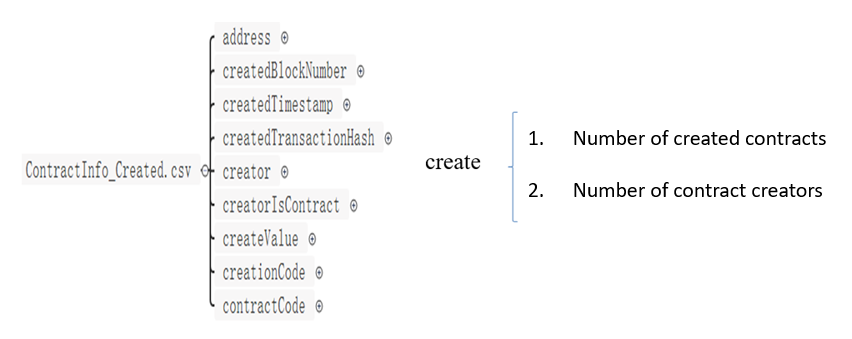 ContractInfo_Created.csv
address
createdBlockNumber
createdTimestamp
createdTransactionHash
creator
creatorIsContract
createValue
creationCode
contractCode
create
1. Number of created contracts
2. Number of contract creators